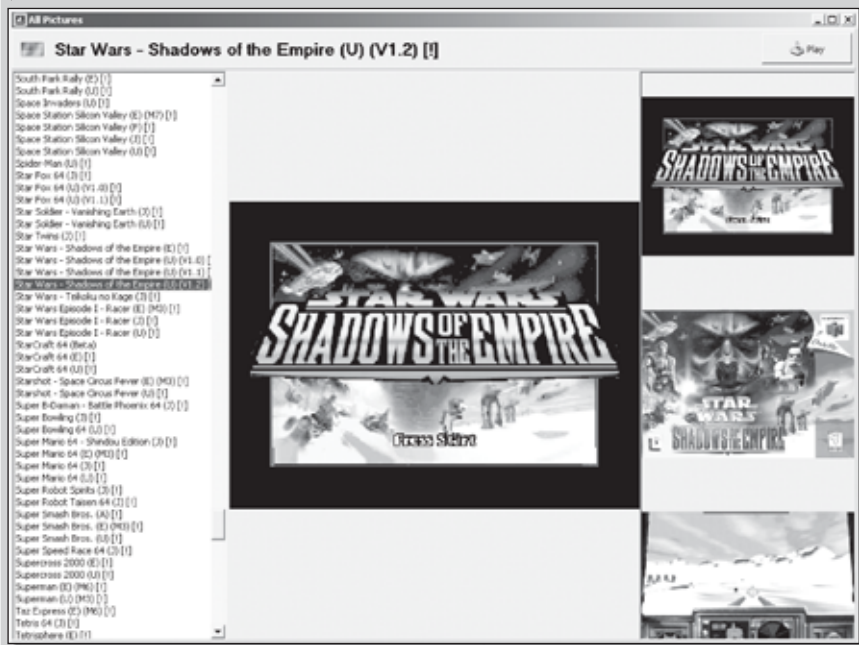 All Pictures
Star Wars - Shadows of the Empire (U) (V1.2) [!]
Play
South Park Rally (E) [!]
South Park Rally (U) [!]
Space Invaders (U) [!]
Space Station Silicon Valley (E) (M7) [!]
Space Station Silicon Valley (F) [!]
Space Station Silicon Valley (J) [!]
Space Station Silicon Valley (U) [!]
Spider-Man (U) [!]
Star Fox 64 (J) [!]
Star Fox 64 (U) (V1.0) [!]
Star Fox 64 (U) (V1.1) [!]
Star Soldier - Vanishing Earth (J) [!]
Star Soldier - Vanishing Earth (U) [!]
Star Twins (J) [!]
Star Wars - Shadows of the Empire (E) [!]
Star Wars - Shadows of the Empire (U) (V1.0) [
Star Wars - Shadows of the Empire (U) (V1.1) [
Star Wars - Shadows of the Empire (U) (V1.2) [
Star Wars - Teikoku no Kage (J) [!]
Star Wars Episode I - Racer (E) (M3) [!]
Star Wars Episode I - Racer (J) [!]
Star Wars Episode I - Racer (U) [!]
StarCraft 64 (Beta)
StarCraft 64 (E) [!]
StarCraft 64 (U) [!]
Starshot - Space Circus Fever (E) (M3) [!]
Starshot - Space Circus Fever (U) [!]
Super B-Daman - Battle Phoenix 64 (J) [!]
Super Bowling (J) [!]
Super Bowling 64 (U) [!]
Super Mario 64 - Shindou Edition (J) [!]
Super Mario 64 (E) (M3) [!]
Super Mario 64 (J) [!]
Super Mario 64 (U) [!]
Super Robot Spirits (J) [!]
Super Robot Taisen 64 (J) [!]
Super Smash Bros. (A) [!]
Super Smash Bros. (E) (M3) [!]
Super Smash Bros. (U) [!]
Super Speed Race 64 (J) [!]
Supercross 2000 (E) [!]
Supercross 2000 (U) [!]
Superman (E) (M6) [!]
Superman (U) (M3) [!]
Taz Express (E) (M6) [!]
Tetris 64 (J) [!]
Tetrisphere (E) [!]
STAR WARS
SHADOWS OF THE EMPIRE
Press Start
STAR WARS
SHADOWS OF THE EMPIRE
Press Start
STAR
WARS
SHADOWS OF THE EMPIRE